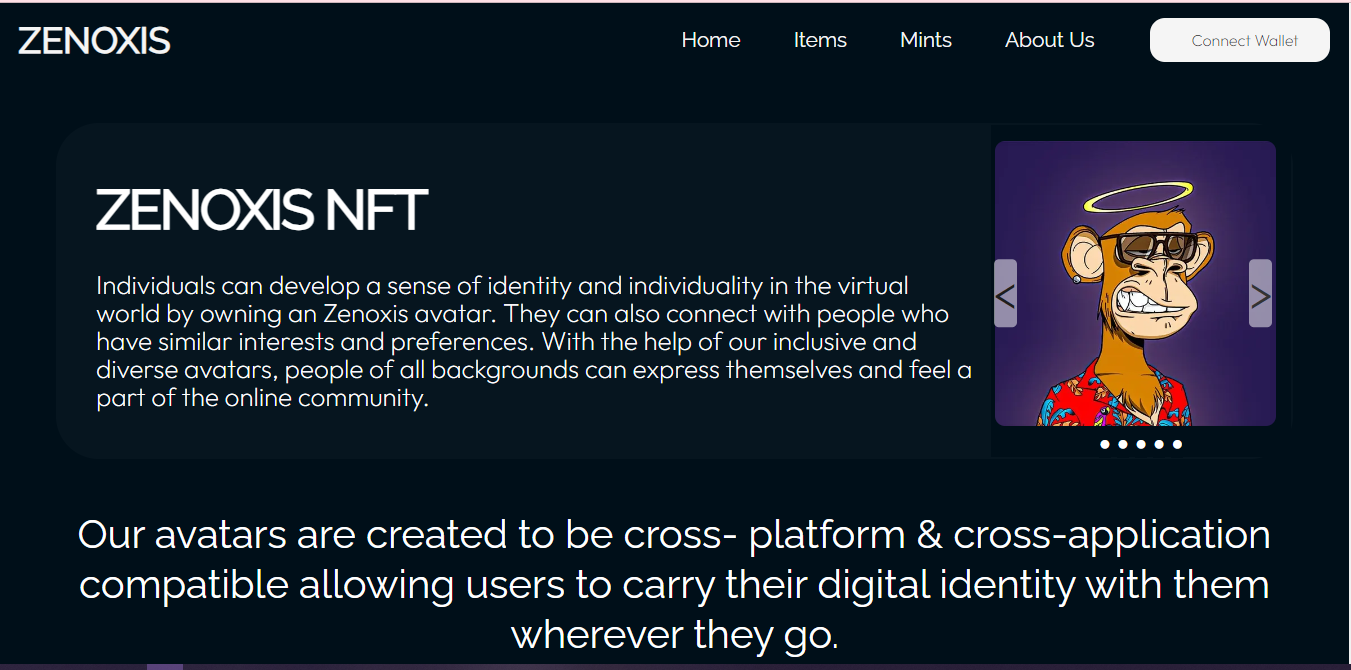 ZENOXIS
Home
Items
Mints
About Us
Connect Wallet
ZENOXIS NFT
Individuals can develop a sense of identity and individuality in the virtual
world by owning an Zenoxis avatar. They can also connect with people who
have similar interests and preferences. With the help of our inclusive and
diverse avatars, people of all backgrounds can express themselves and feel a
part of the online community.
<
>
Our avatars are created to be cross- platform & cross-application
compatible allowing users to carry their digital identity with them
wherever they go.